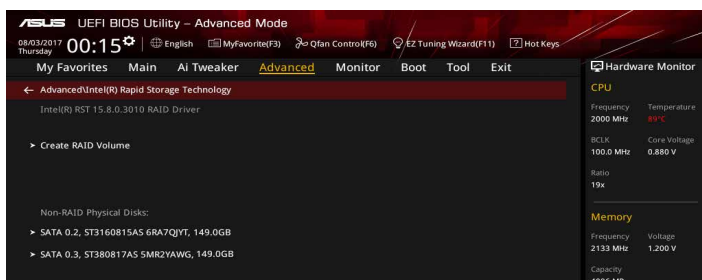 ASUS UEFI BIOS Utility – Advanced Mode
08/03/2017 Thursday 00:15 English MyFavorite(F3) Qfan Control(F6) EZ Tuning Wizard(F11) ? Hot Keys
My Favorites Main Ai Tweaker Advanced Monitor Boot Tool Exit
← Advanced\Intel(R) Rapid Storage Technology
Intel(R) RST 15.8.0.3010 RAID Driver
➤ Create RAID Volume
Non-RAID Physical Disks:
➤ SATA 0.2, ST3160815AS 6RA7QJYT, 149.0GB
➤ SATA 0.3, ST380817AS 5MR2YAWG, 149.0GB
Hardware Monitor
CPU
Frequency Temperature
2000 MHz 89°C
BCLK Core Voltage
100.0 MHz 0.880 V
Ratio
19x
Memory
Frequency Voltage
2133 MHz 1.200 V
Capacity